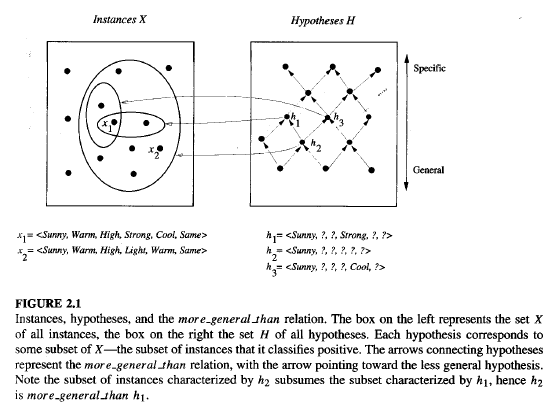 Instances X
Hypotheses H
Specific
General
x1
x2
h1
h3
h2
x1= <Sunny, Warm, High, Strong, Cool, Same>
x2= <Sunny, Warm, High, Light, Warm, Same>
h1= <Sunny, ?, ?, Strong, ?, ?>
h2= <Sunny, ?, ?, ?, ?, ?>
h3= <Sunny, ?, ?, ?, Cool, ?>
FIGURE 2.1
Instances, hypotheses, and the more_general_than relation. The box on the left represents the set X
of all instances, the box on the right the set H of all hypotheses. Each hypothesis corresponds to
some subset of X—the subset of instances that it classifies positive. The arrows connecting hypotheses
represent the more_general_than relation, with the arrow pointing toward the less general hypothesis.
Note the subset of instances characterized by h2 subsumes the subset characterized by h1, hence h2
is more_general_than h1.